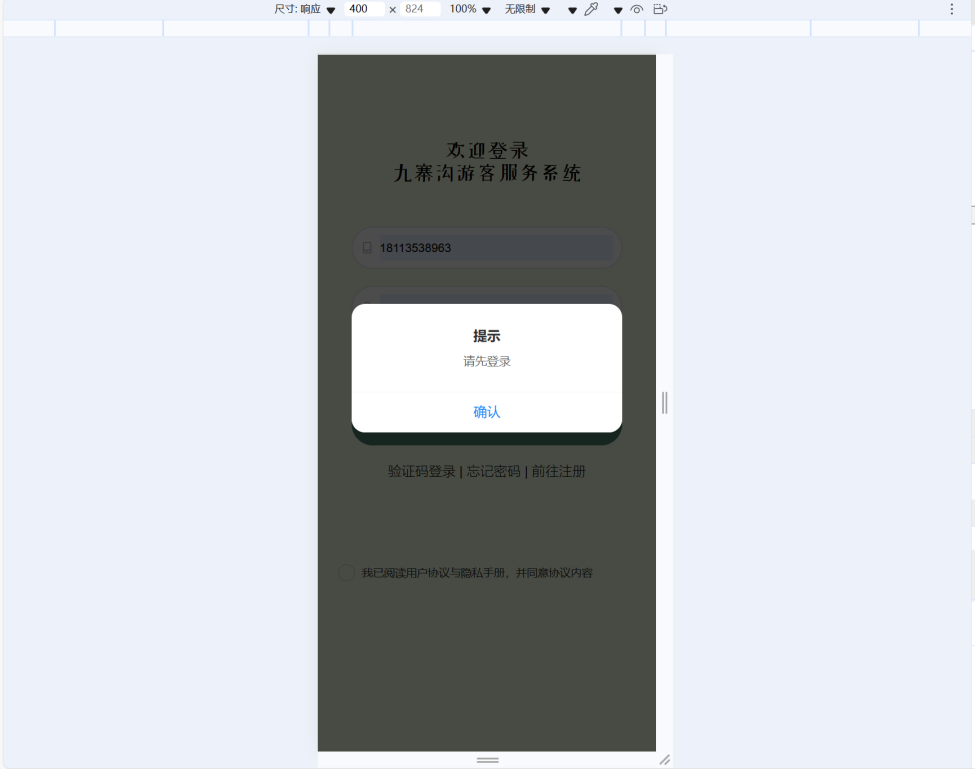 尺寸: 响应 400 × 824 100% 无限制
欢迎登录
九寨沟游客服务系统
18113538963
提示
请先登录
确认
验证码登录 | 忘记密码 | 前往注册
我已阅读用户协议与隐私手册，并同意协议内容